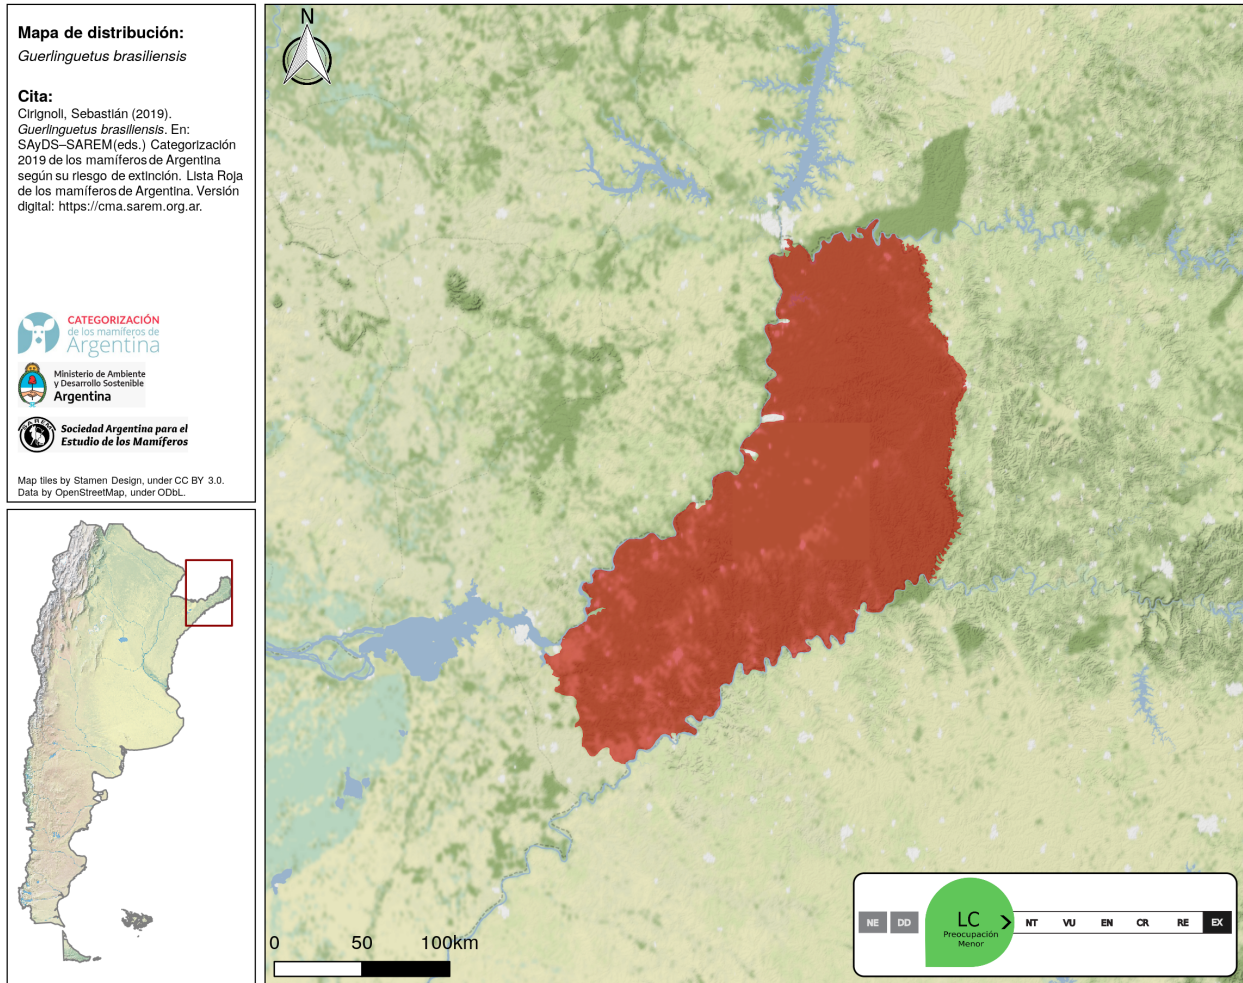 Mapa de distribución:
Guerlinguetus brasiliensis
Cita:
Cirignoli, Sebastián (2019).
Guerlinguetus brasiliensis. En:
SAyDS–SAREM(eds.) Categorización
2019 de los mamíferos de Argentina
según su riesgo de extinción. Lista Roja
de los mamíferos de Argentina. Versión
digital: https://cma.sarem.org.ar.
CATEGORIZACIÓN
de los mamíferos de
Argentina
Ministerio de Ambiente
y Desarrollo Sostenible
Argentina
SAREM
Sociedad Argentina para el
Estudio de los Mamíferos
Map tiles by Stamen Design, under CC BY 3.0.
Data by OpenStreetMap, under ODbL.
N
0 50 100km
NE DD LC NT VU EN CR RE EX
Preocupación
Menor